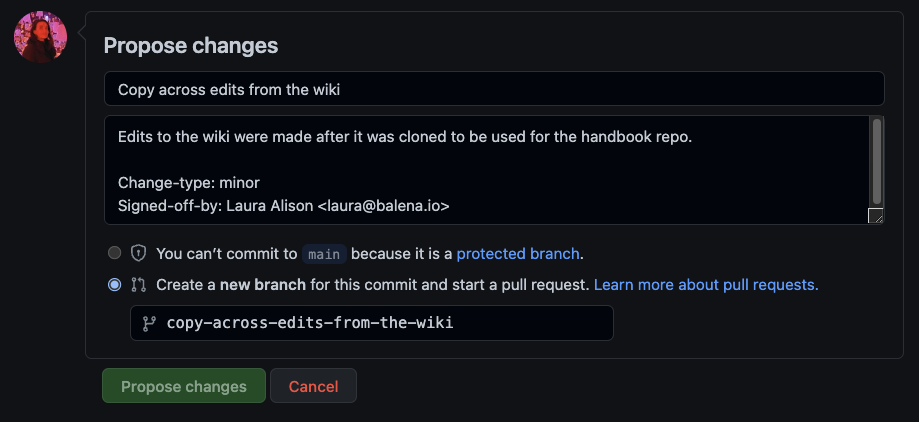 Propose changes
Copy across edits from the wiki
Edits to the wiki were made after it was cloned to be used for the handbook repo.
Change-type: minor
Signed-off-by: Laura Alison <laura@balena.io>
You can’t commit to main because it is a protected branch.
Create a new branch for this commit and start a pull request. Learn more about pull requests.
copy-across-edits-from-the-wiki
Propose changes Cancel